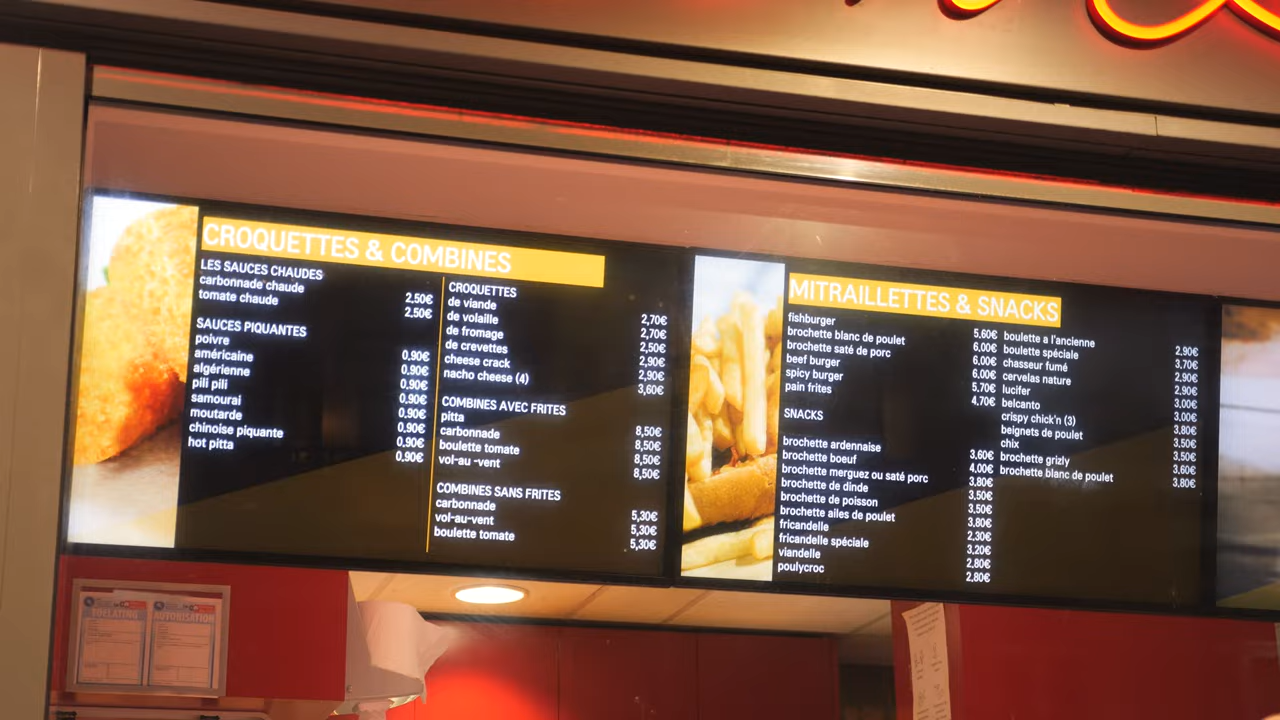 CROQUETTES & COMBINES
LES SAUCES CHAUDES
carbonnade chaude 2,50€
tomate chaude 2,50€
SAUCES PIQUANTES
poivre 0,90€
américaine 0,90€
algérienne 0,90€
pili pili 0,90€
samourai 0,90€
moutarde 0,90€
chinoise piquante 0,90€
hot pitta 0,90€
CROQUETTES
de viande 2,70€
de volaille 2,70€
de fromage 2,50€
de crevettes 2,90€
cheese crack 2,90€
nacho cheese (4) 3,60€
COMBINES AVEC FRITES
pitta 8,50€
carbonnade 8,50€
boulette tomate 8,50€
vol-au -vent 8,50€
COMBINES SANS FRITES
carbonnade 5,30€
vol-au-vent 5,30€
boulette tomate 5,30€
MITRAILLETTES & SNACKS
fishburger 5,60€
brochette blanc de poulet 6,00€
brochette saté de porc 6,00€
beef burger 6,00€
spicy burger 5,70€
pain frites 4,70€
SNACKS
brochette ardennaise 3,60€
brochette boeuf 4,00€
brochette merguez ou saté porc 3,80€
brochette de dinde 3,50€
brochette de poisson 3,50€
brochette ailes de poulet 3,80€
fricandelle 2,30€
fricandelle spéciale 3,20€
viandelle 2,80€
poulycroc 2,80€
boulette a l'ancienne 2,90€
boulette spéciale 3,70€
chasseur fumé 2,90€
cervelas nature 2,90€
lucifer 3,00€
belcanto 3,00€
crispy chick'n (3) 3,80€
beignets de poulet 3,50€
chix 3,50€
brochette grizly 3,60€
brochette blanc de poulet 3,80€